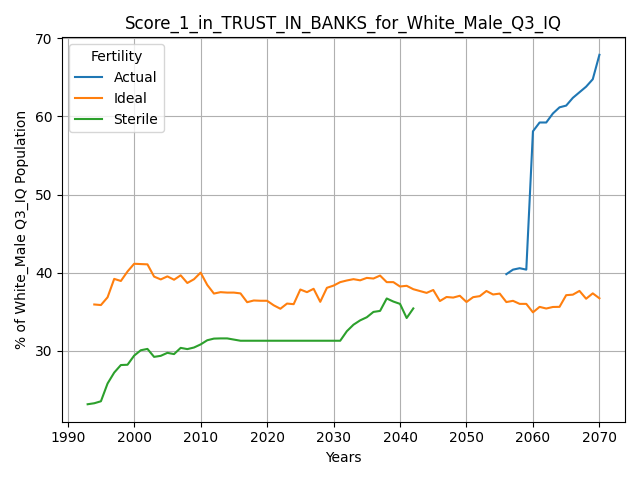 Score_1_in_TRUST_IN_BANKS_for_White_Male_Q3_IQ
Fertility
Actual
Ideal
Sterile
% of White_Male Q3_IQ Population
70
60
50
40
30
1990 2000 2010 2020 2030 2040 2050 2060 2070
Years